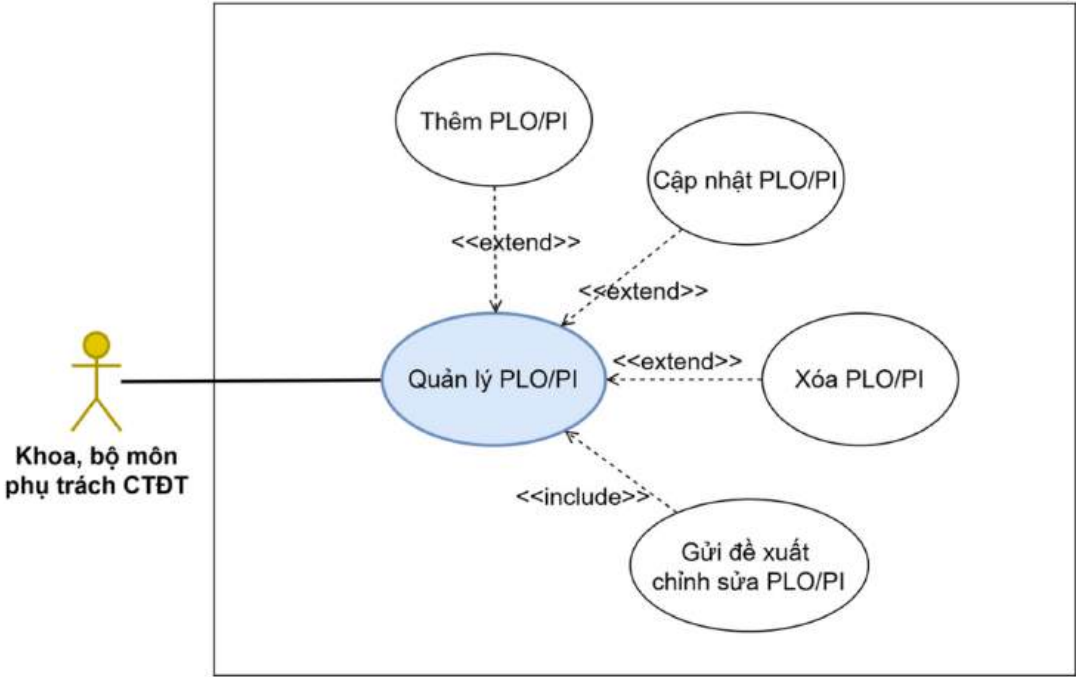 Thêm PLO/PI
Cập nhật PLO/PI
<<extend>>
<<extend>>
<<extend>>
Quản lý PLO/PI
Xóa PLO/PI
Khoa, bộ môn
phụ trách CTĐT
<<include>>
Gửi đề xuất
chỉnh sửa PLO/PI